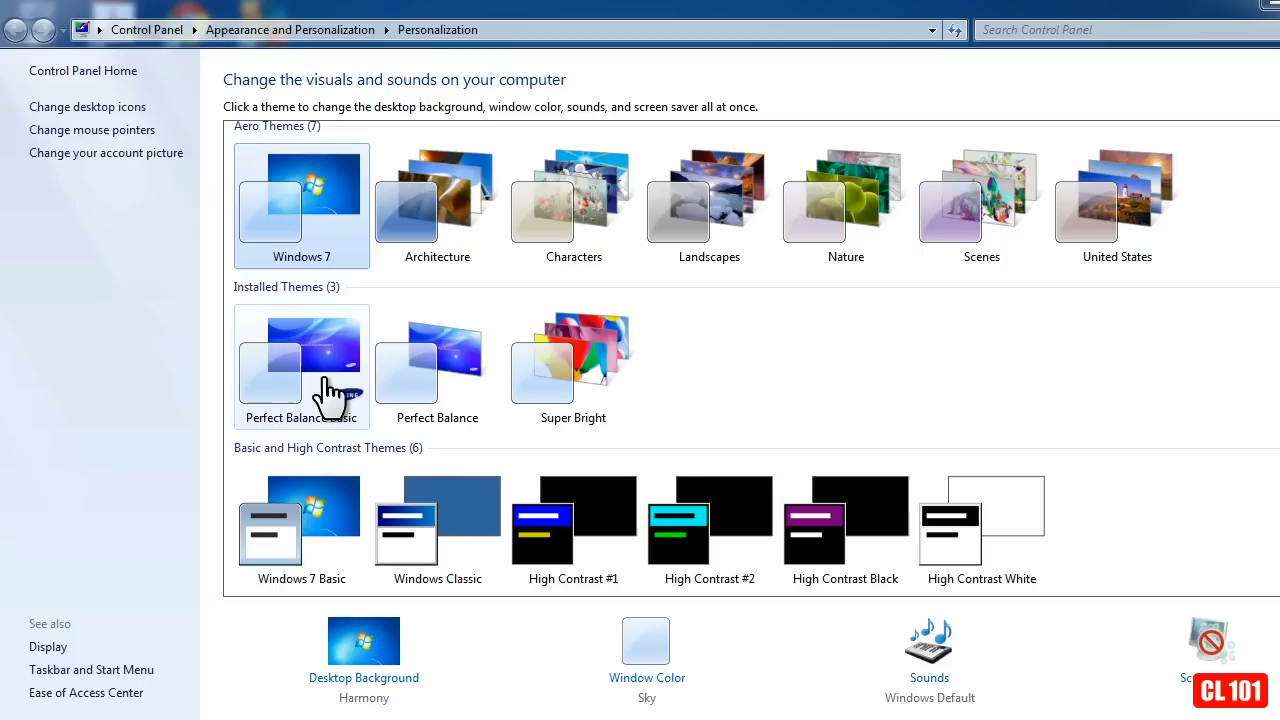 Control Panel Appearance and Personalization Personalization
Search Control Panel
Control Panel Home
Change desktop icons
Change mouse pointers
Change your account picture
See also
Display
Taskbar and Start Menu
Ease of Access Center
Change the visuals and sounds on your computer
Click a theme to change the desktop background, window color, sounds, and screen saver all at once.
Aero Themes (7)
Windows 7 Architecture Characters Landscapes Nature Scenes United States
Installed Themes (3)
Perfect Balance Basic Perfect Balance Super Bright
Basic and High Contrast Themes (6)
Windows 7 Basic Windows Classic High Contrast #1 High Contrast #2 High Contrast Black High Contrast White
Desktop Background Window Color Sounds
Harmony Sky Windows Default
CL 101